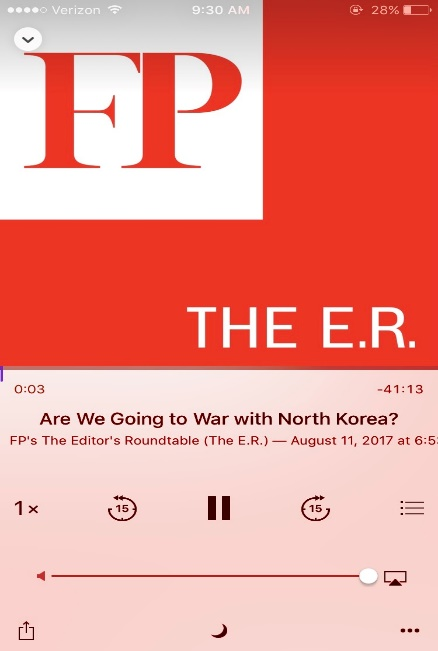 Verizon 9:30 AM 28%
FP
THE E.R.
0:03 -41:13
Are We Going to War with North Korea?
FP's The Editor's Roundtable (The E.R.) — August 11, 2017 at 6:5
1× 15 15